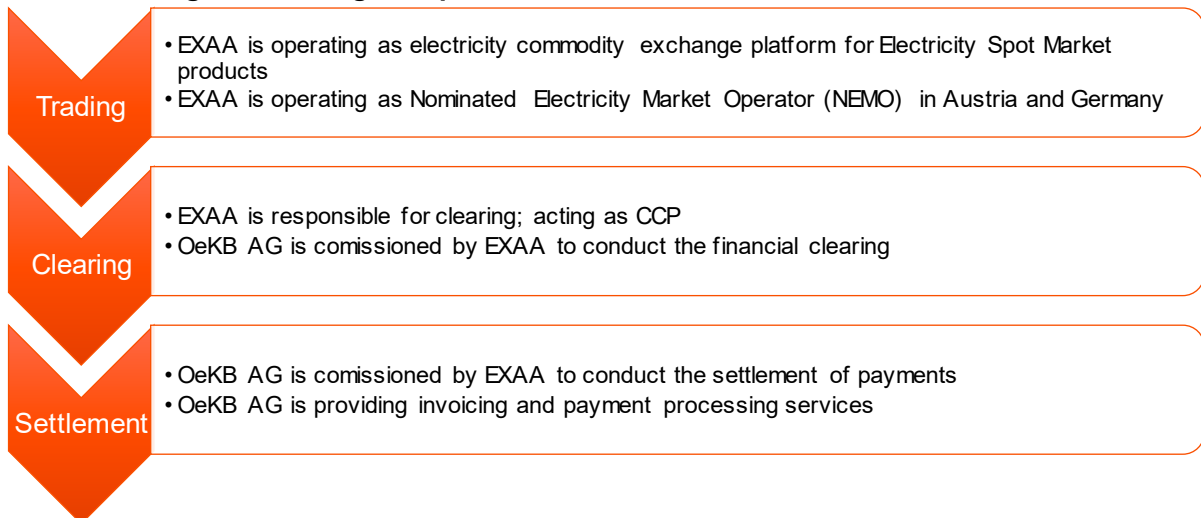 Trading
• EXAA is operating as electricity commodity exchange platform for Electricity Spot Market
products
• EXAA is operating as Nominated Electricity Market Operator (NEMO) in Austria and Germany
Clearing
• EXAA is responsible for clearing; acting as CCP
• OeKB AG is comissioned by EXAA to conduct the financial clearing
Settlement
• OeKB AG is comissioned by EXAA to conduct the settlement of payments
• OeKB AG is providing invoicing and payment processing services